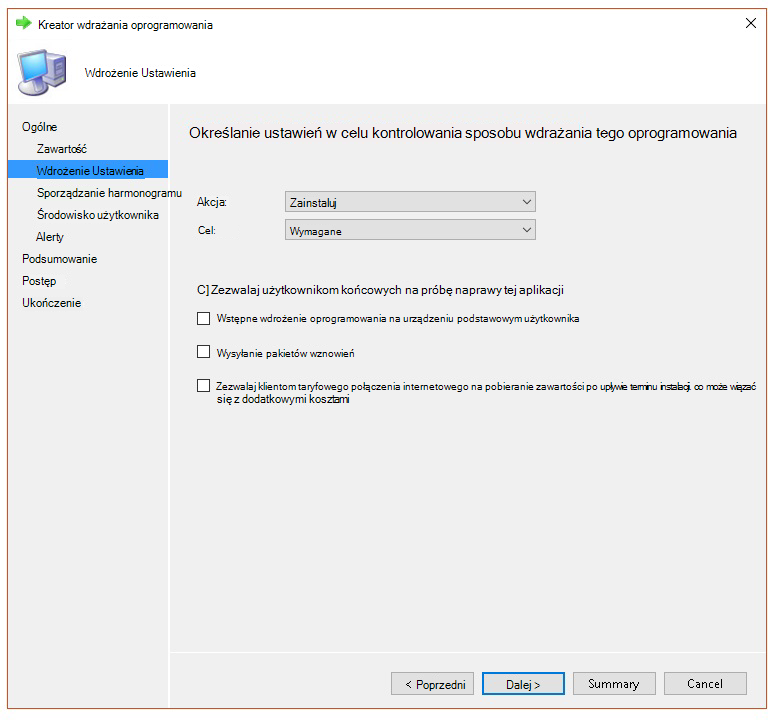 Kreator wdrażania oprogramowania
Wdrożenie Ustawienia
Ogólne
Zawartość
Wdrożenie Ustawienia
Sporządzanie harmonogramu
Środowisko użytkownika
Alerty
Podsumowanie
Postęp
Ukończenie
Określanie ustawień w celu kontrolowania sposobu wdrażania tego oprogramowania
Akcja:
Zainstaluj
Cel:
Wymagane
C] Zezwalaj użytkownikom końcowych na próbę naprawy tej aplikacji
Wstępne wdrożenie oprogramowania na urządzeniu podstawowym użytkownika
Wysyłanie pakietów wznowień
Zezwalaj klientom taryfowego połączenia internetowego na pobieranie zawartości po upływie terminu instalacji. co może wiązać
się z dodatkowymi kosztami
< Poprzedni
Dalej >
Summary
Cancel